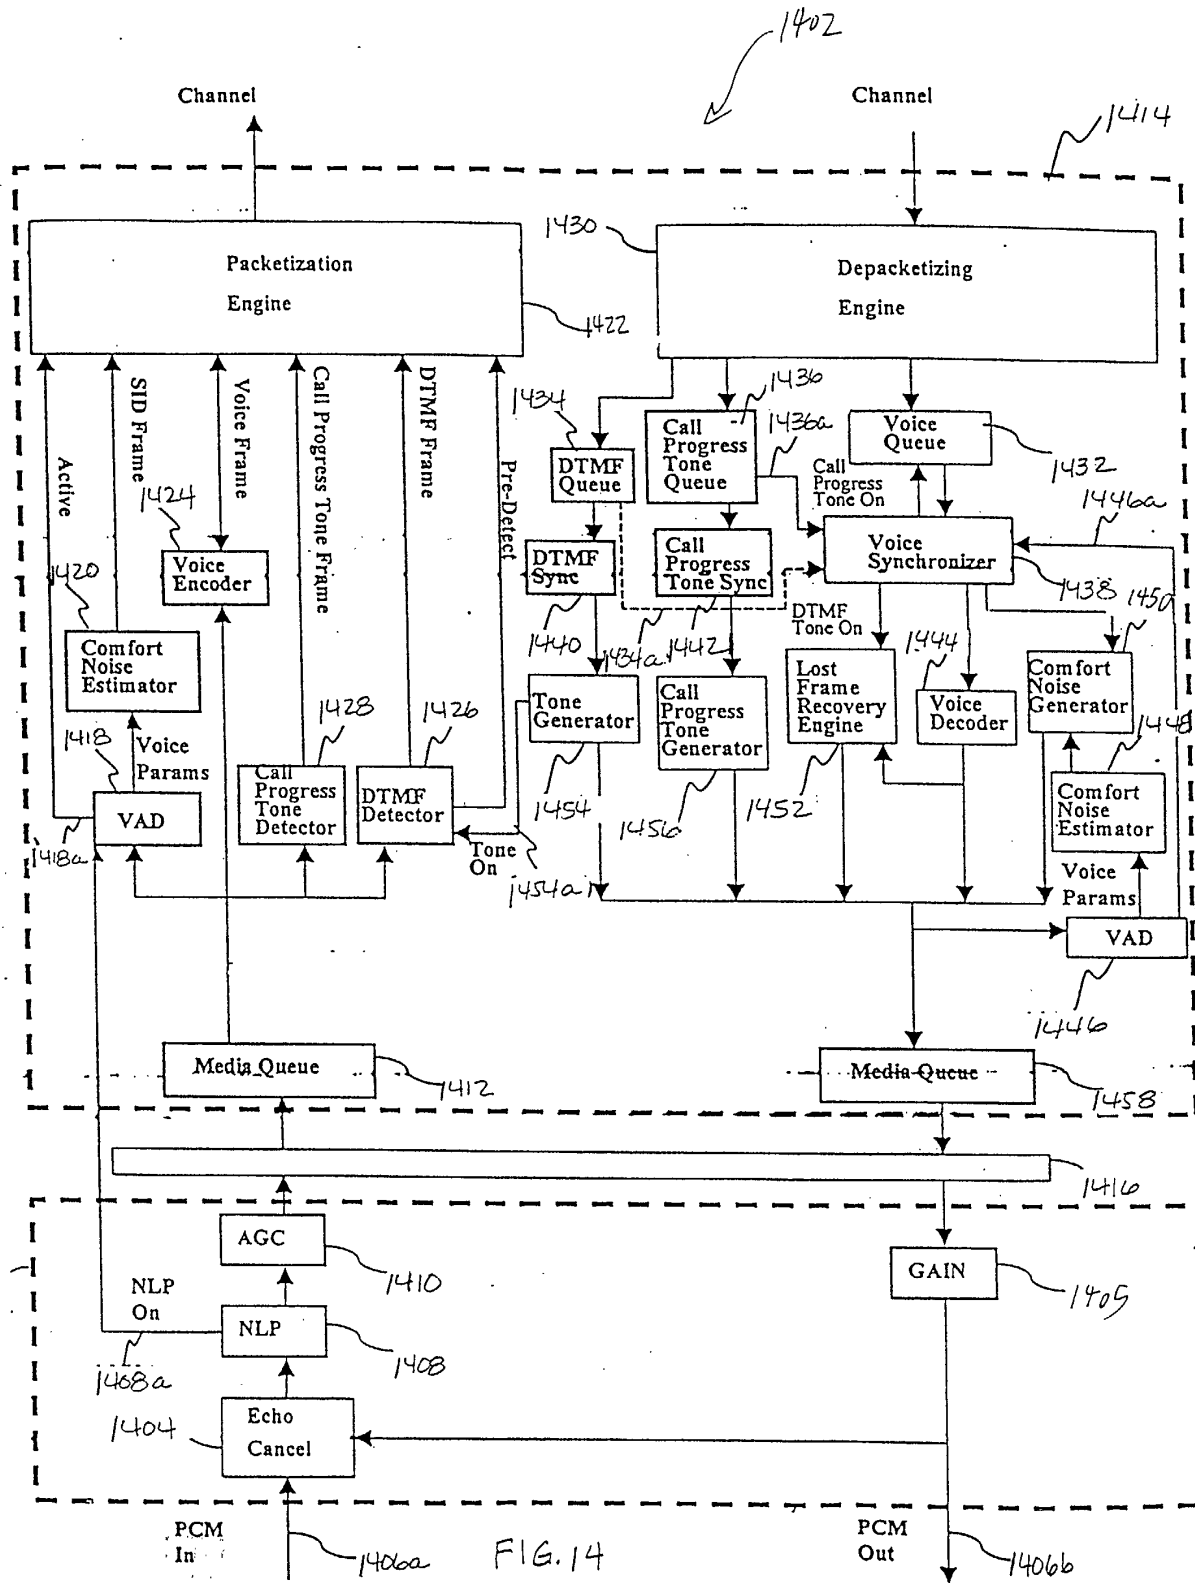 1402
Channel
Channel
1414
Packetization
Engine
1422
1430
Depacketizing
Engine
Active
SID Frame
Voice Frame
Call Progress Tone Frame
DTMF Frame
Pre-Detect
1434
DTMF
Queue
Call
Progress
Tone
Queue
1436
1436a
Voice
Queue
1432
Call
Progress
Tone On
1446a
1424
Voice
Encoder
DTMF
Sync
1440
Call
Progress
Tone Sync
1442
1434a
Voice
Synchronizer
1438
1450
1420
Comfort
Noise
Estimator
DTMF
Tone On
1444
Tone
Generator
1454
Call
Progress
Tone
Generator
1456
Lost
Frame
Recovery
Engine
1452
Voice
Decoder
Comfort
Noise
Generator
1448
1418
Voice
Params
VAD
1418a
1428
Call
Progress
Tone
Detector
1426
DTMF
Detector
Tone
On
1454a
Comfort
Noise
Estimator
Voice
Params
VAD
1446
Media Queue
1412
Media Queue
1458
1416
AGC
1410
GAIN
1405
NLP
On
1408a
NLP
1408
1404
Echo
Cancel
PCM
In
1406a
FIG. 14
PCM
Out
1406b